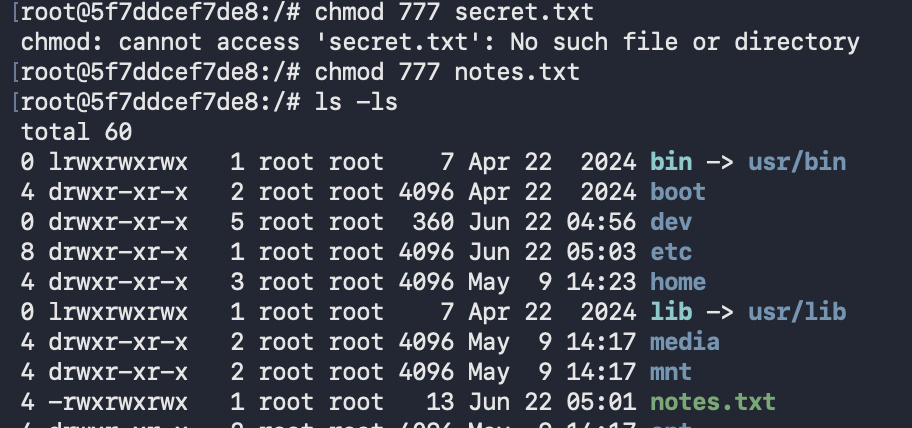 [root@5f7ddcef7de8:/# chmod 777 secret.txt
chmod: cannot access 'secret.txt': No such file or directory
[root@5f7ddcef7de8:/# chmod 777 notes.txt
[root@5f7ddcef7de8:/# ls -ls
total 60
0 lrwxrwxrwx   1 root root    7 Apr 22  2024 bin -> usr/bin
4 drwxr-xr-x   2 root root 4096 Apr 22  2024 boot
0 drwxr-xr-x   5 root root  360 Jun 22 04:56 dev
8 drwxr-xr-x   1 root root 4096 Jun 22 05:03 etc
4 drwxr-xr-x   3 root root 4096 May  9 14:23 home
0 lrwxrwxrwx   1 root root    7 Apr 22  2024 lib -> usr/lib
4 drwxr-xr-x   2 root root 4096 May  9 14:17 media
4 drwxr-xr-x   2 root root 4096 May  9 14:17 mnt
4 -rwxrwxrwx   1 root root   13 Jun 22 05:01 notes.txt